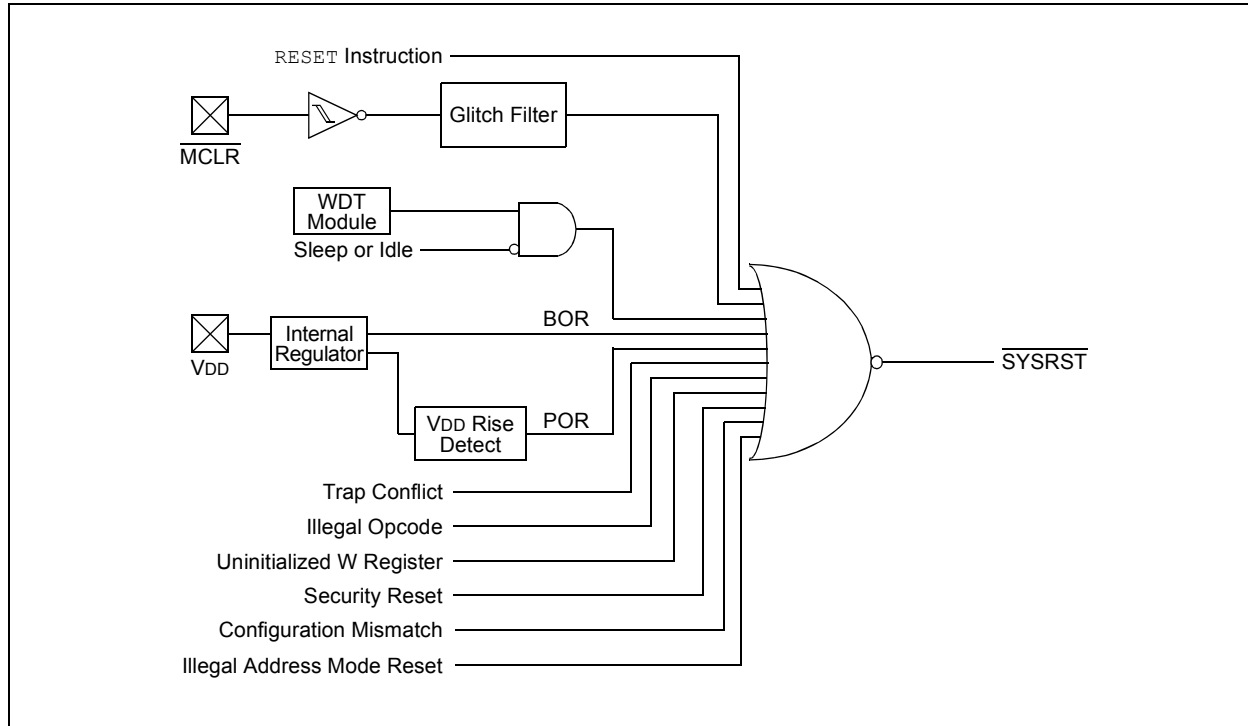 RESET Instruction
Glitch Filter
MCLR
WDT
Module
Sleep or Idle
BOR
Internal
Regulator
VDD
SYSRST
VDD Rise
Detect
POR
Trap Conflict
Illegal Opcode
Uninitialized W Register
Security Reset
Configuration Mismatch
Illegal Address Mode Reset